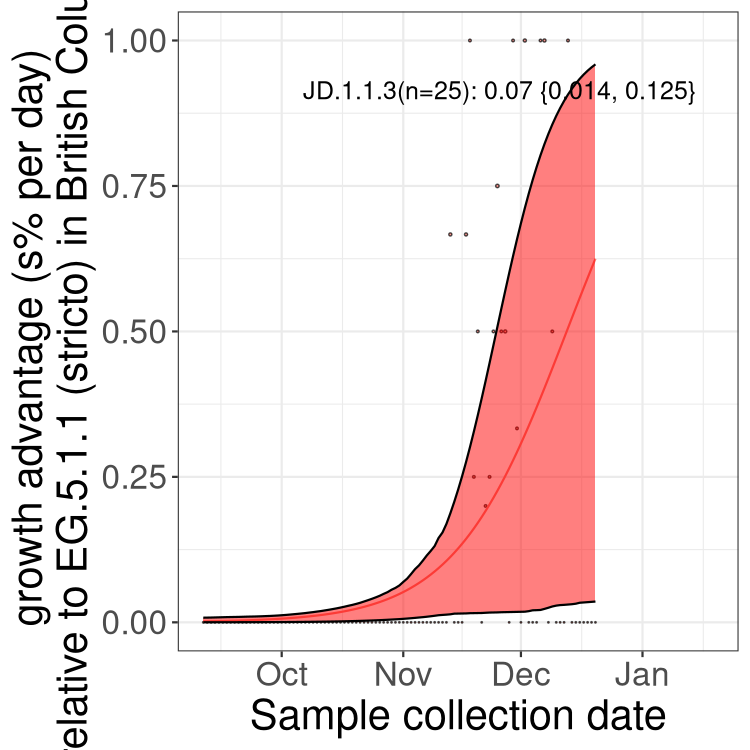 growth advantage (s% per day)
relative to EG.5.1.1 (stricto) in British Colu
1.00
0.75
0.50
0.25
0.00
JD.1.1.3(n=25): 0.07 {0.014, 0.125}
Oct Nov Dec Jan
Sample collection date